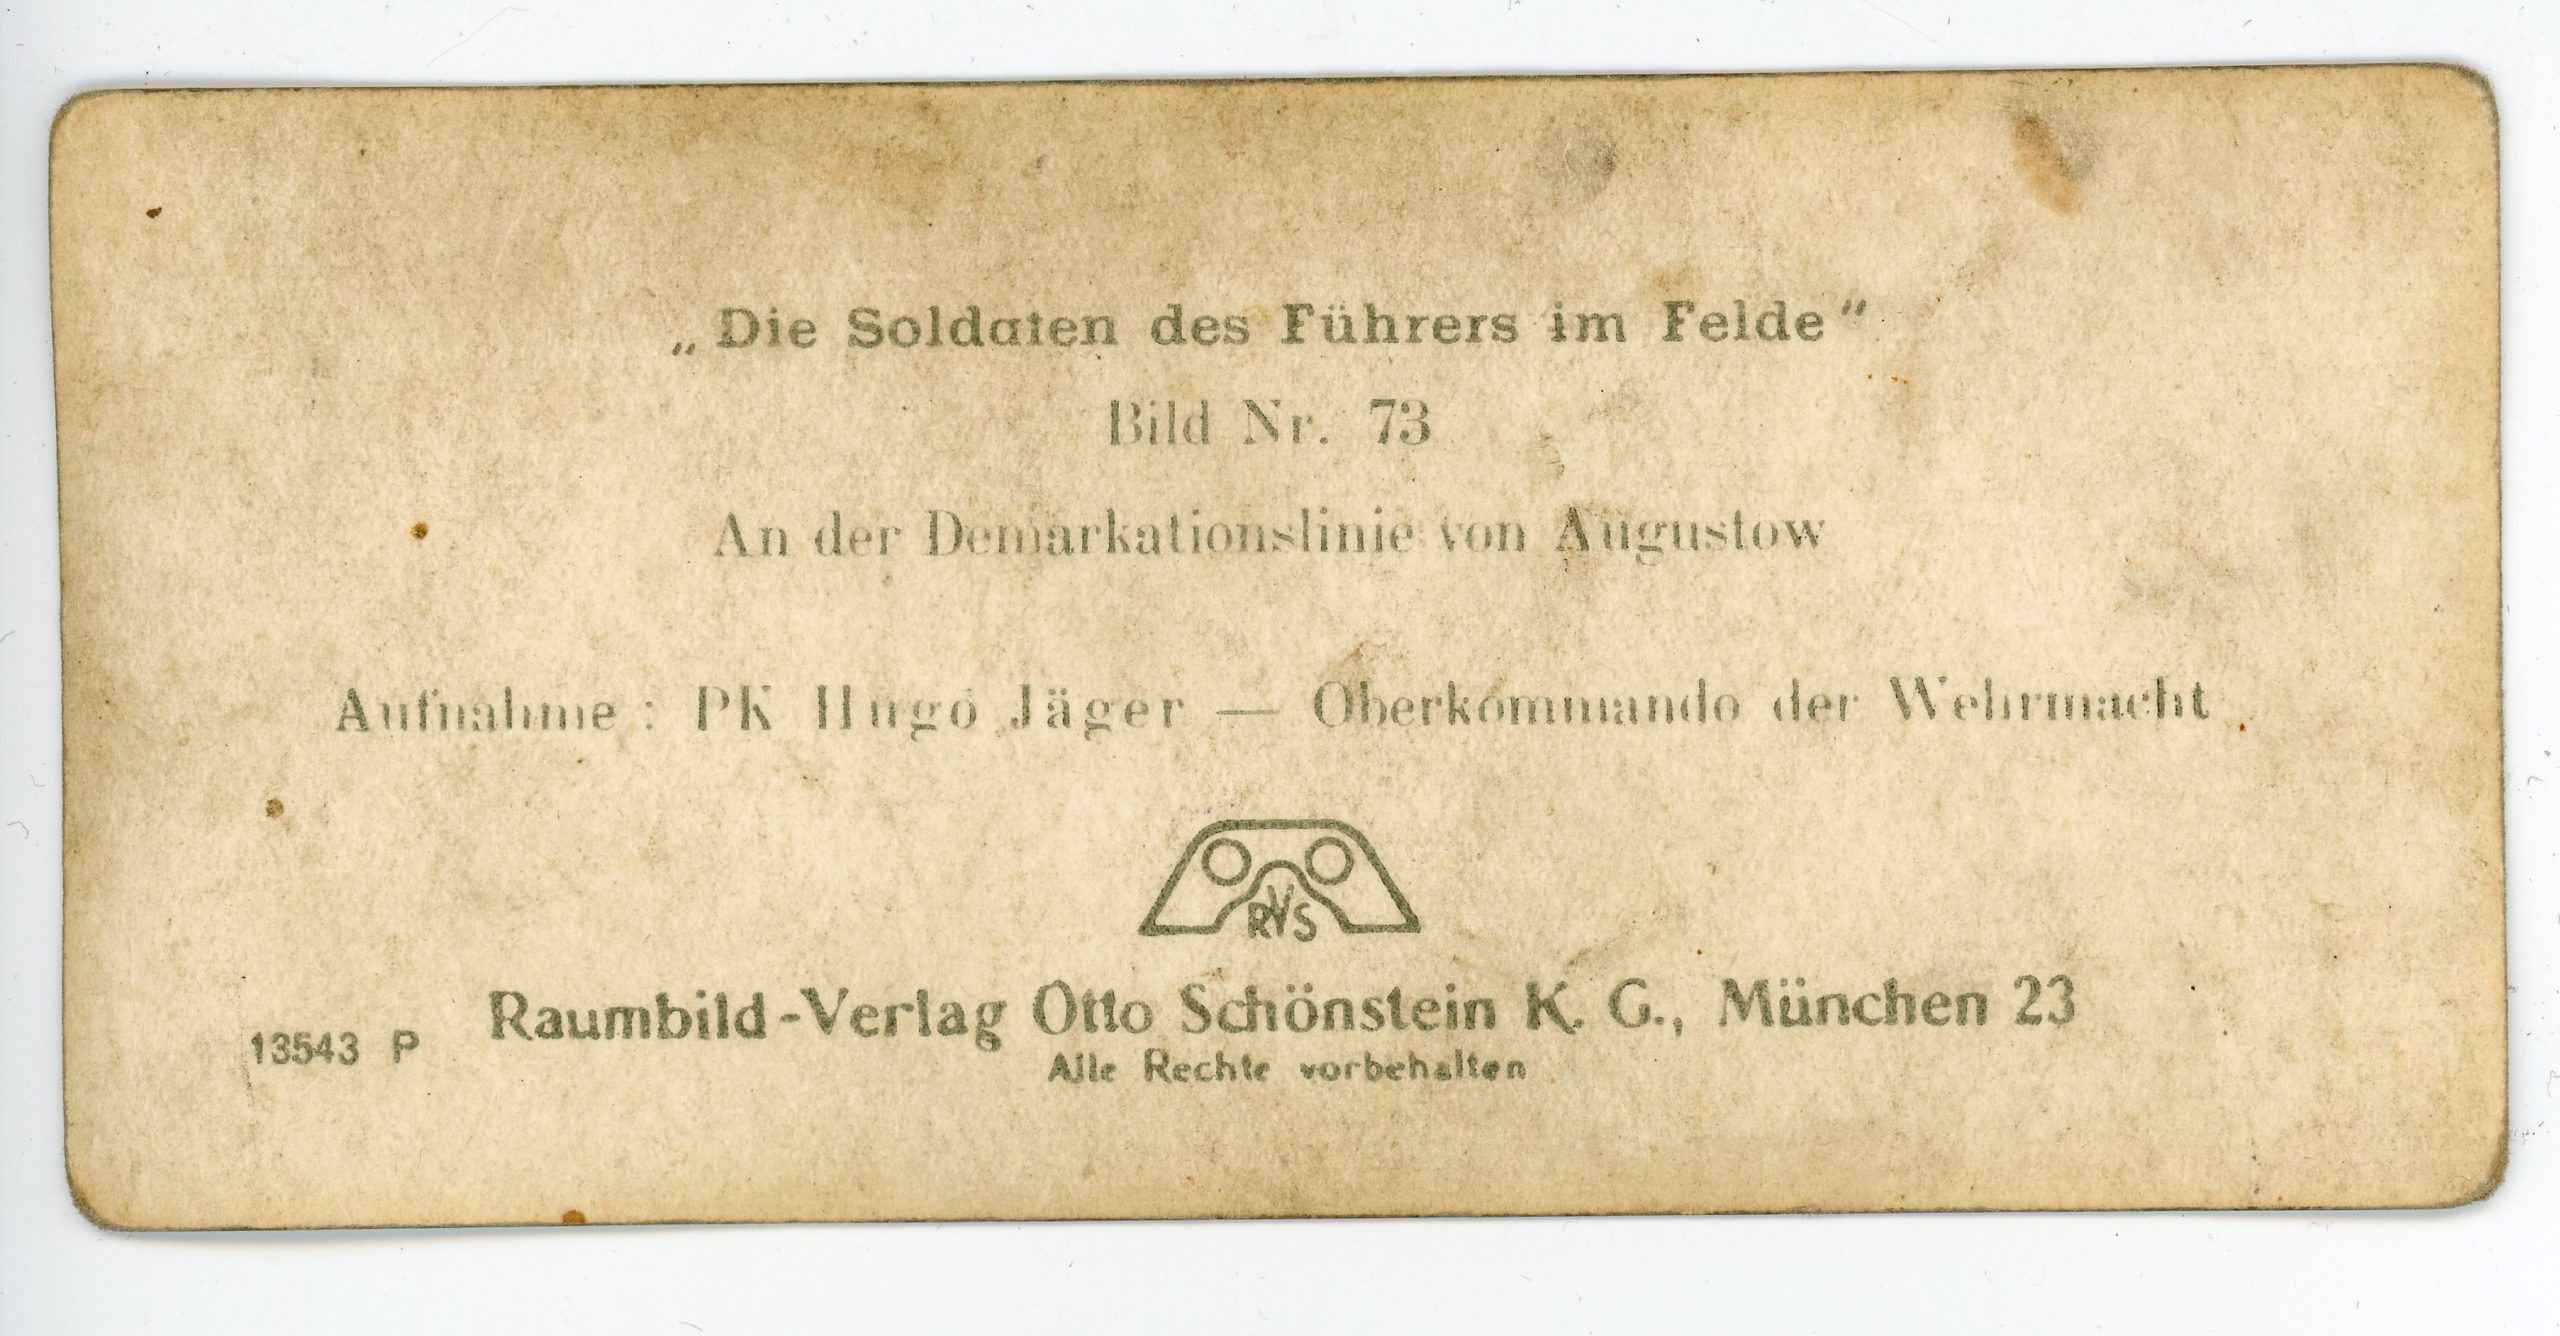 „Die Soldaten des Führers im Felde”
Bild Nr. 73
An der Demarkationslinie von Augustow
Aufnahme: PK Hugo Jäger — Oberkommando der Wehrmacht
RVS
13543 P Raumbild-Verlag Otto Schönstein K. G., München 23
Alle Rechte vorbehalten